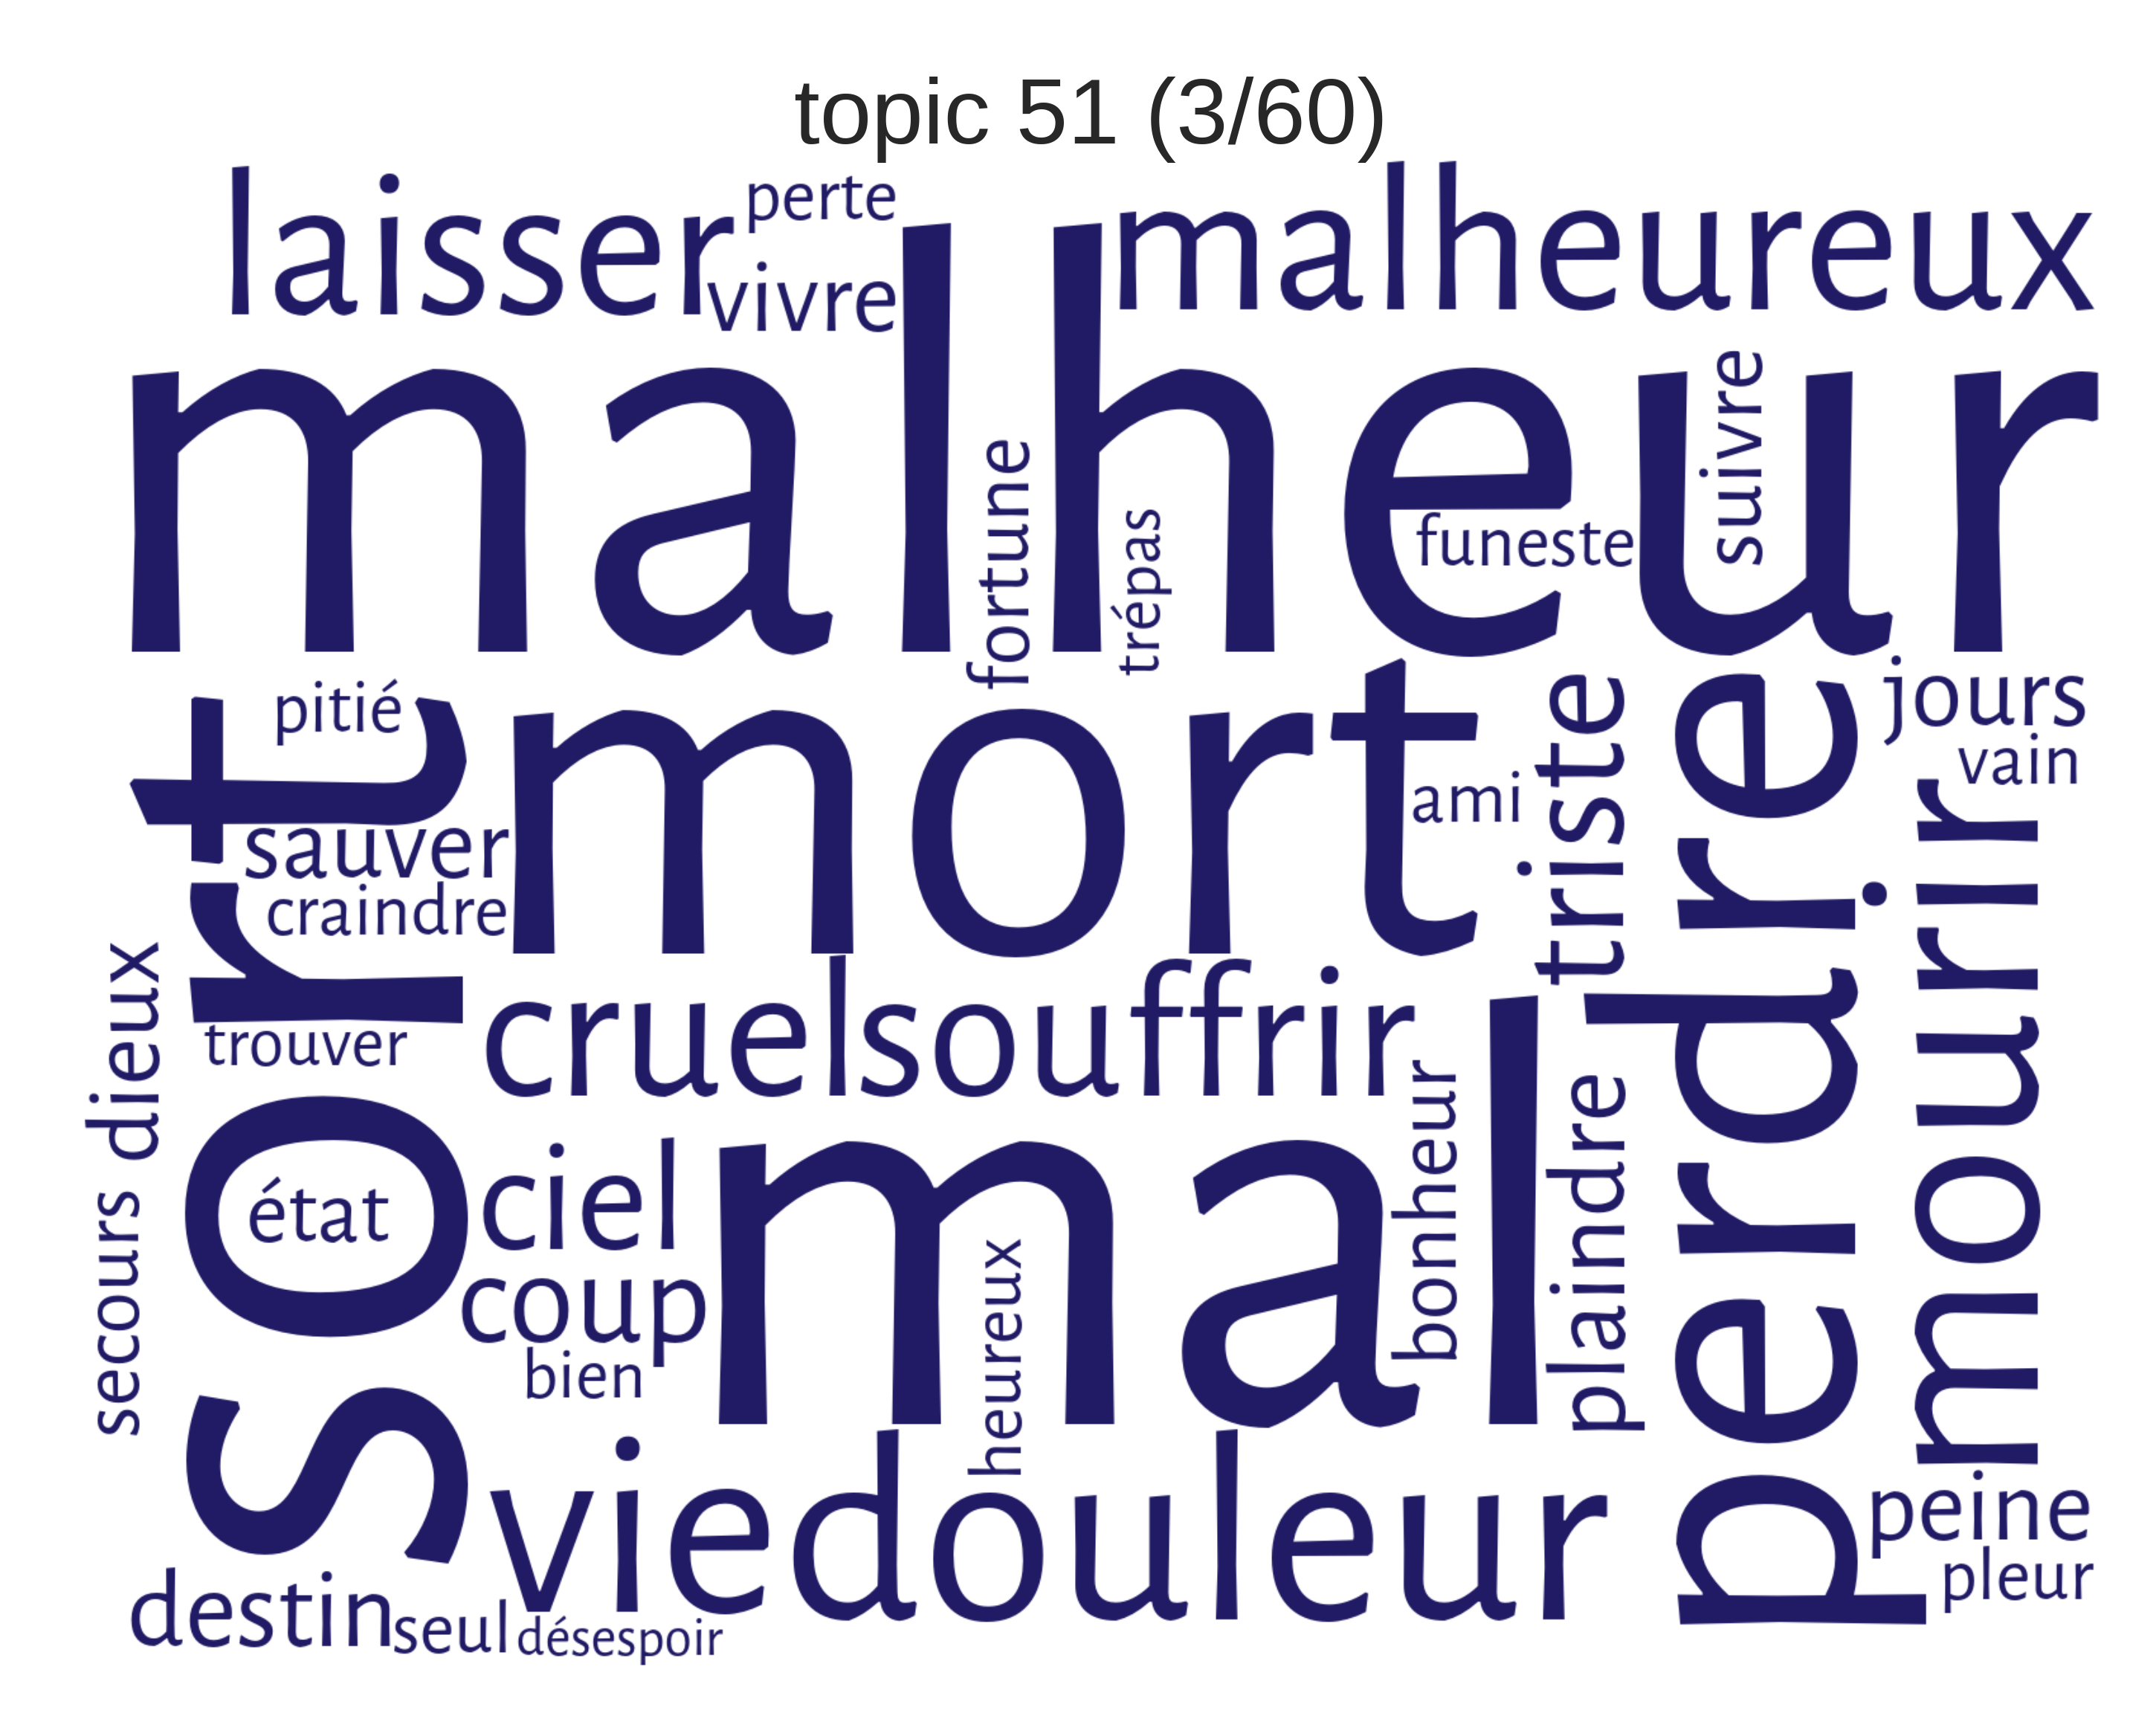 topic 51 (3/60)
laisser
perte
vivre
malheureux
malheur
fortune
trépas
funeste
suivre
pitié
sort
mort
ami
triste
perdre
jours
vain
mourir
sauver
craindre
dieux
trouver
cruel
souffrir
secours
état
ciel
coup
bien
mal
heureux
bonheur
plaindre
vie
douleur
peine
pleur
destin
seul
désespoir